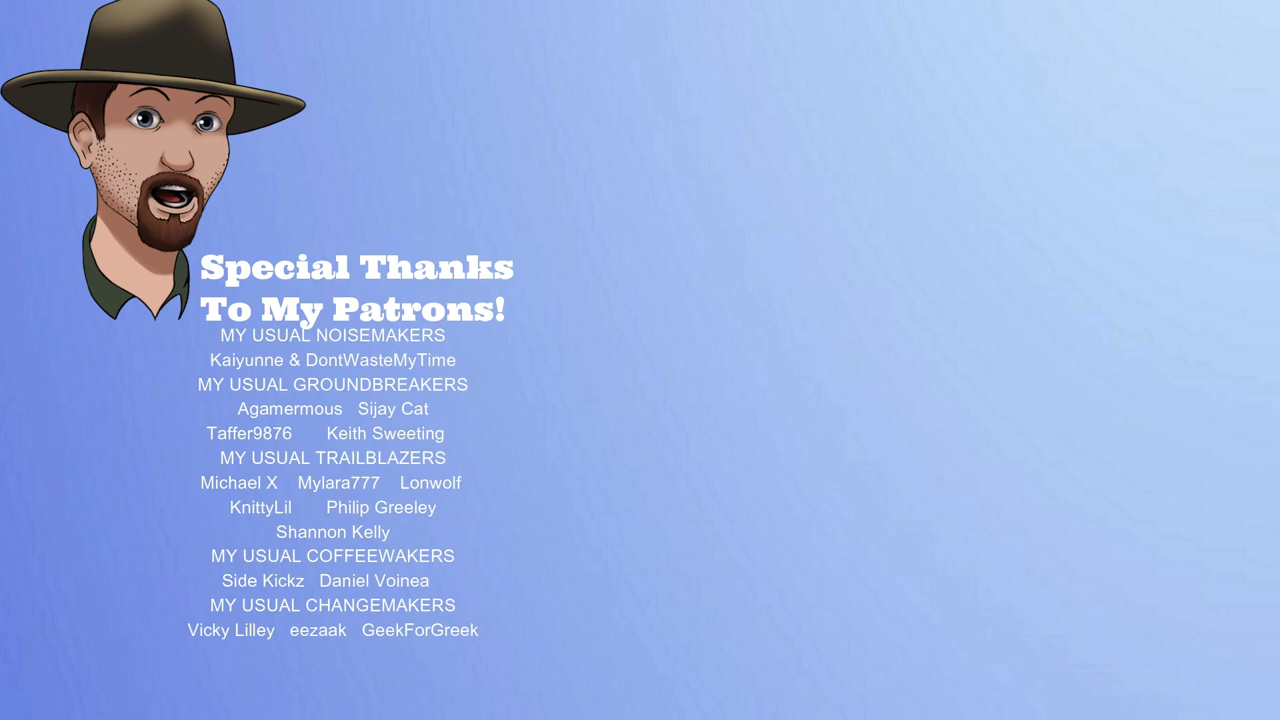 Special Thanks
To My Patrons!
MY USUAL NOISEMAKERS
Kaiyunne & DontWasteMyTime
MY USUAL GROUNDBREAKERS
Agamermous Sijay Cat
Taffer9876 Keith Sweeting
MY USUAL TRAILBLAZERS
Michael X Mylara777 Lonwolf
KnittyLil Philip Greeley
Shannon Kelly
MY USUAL COFFEEWAKERS
Side Kickz Daniel Voinea
MY USUAL CHANGEMAKERS
Vicky Lilley eezaak GeekForGreek